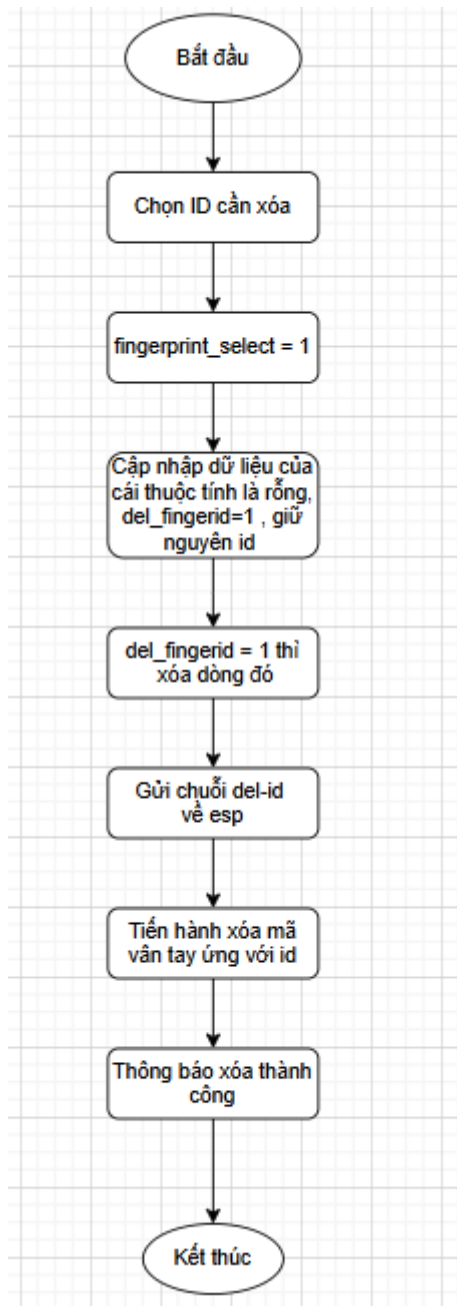 Bắt đầu
Chọn ID cần xóa
fingerprint_select = 1
Cập nhập dữ liệu của
cái thuộc tính là rỗng,
del_fingerid=1 , giữ
nguyên id
del_fingerid = 1 thì
xóa dòng đó
Gửi chuỗi del-id
về esp
Tiến hành xóa mã
vân tay ứng với id
Thông báo xóa thành
công
Kết thúc